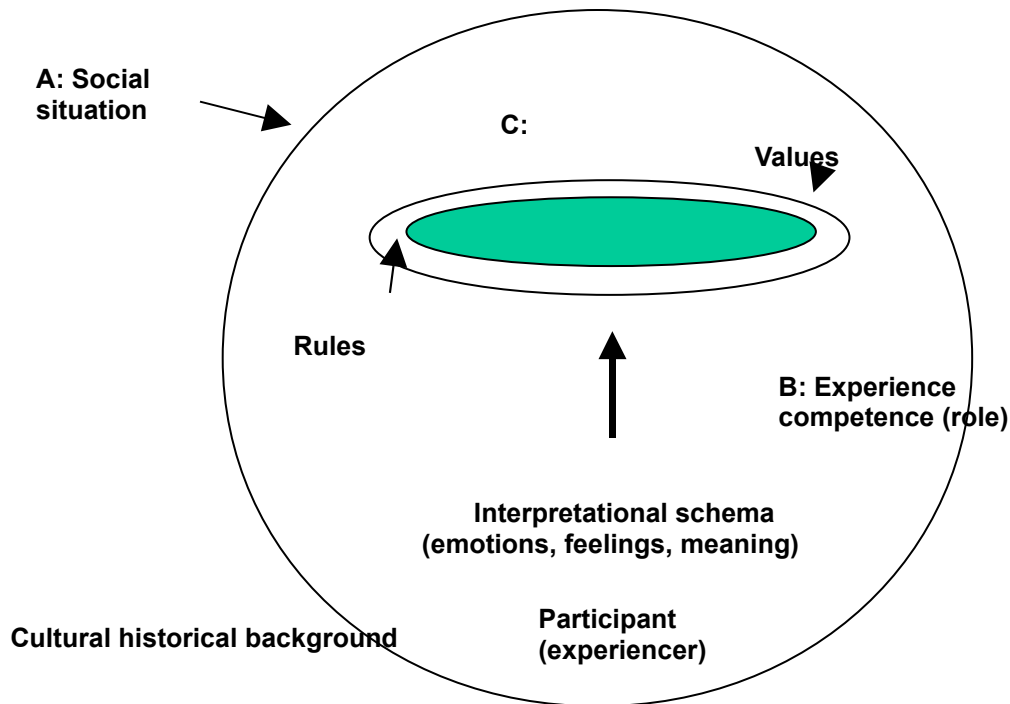 A: Social
situation
C:
Values
Rules
B: Experience
competence (role)
Interpretational schema
(emotions, feelings, meaning)
Participant
(experiencer)
Cultural historical background